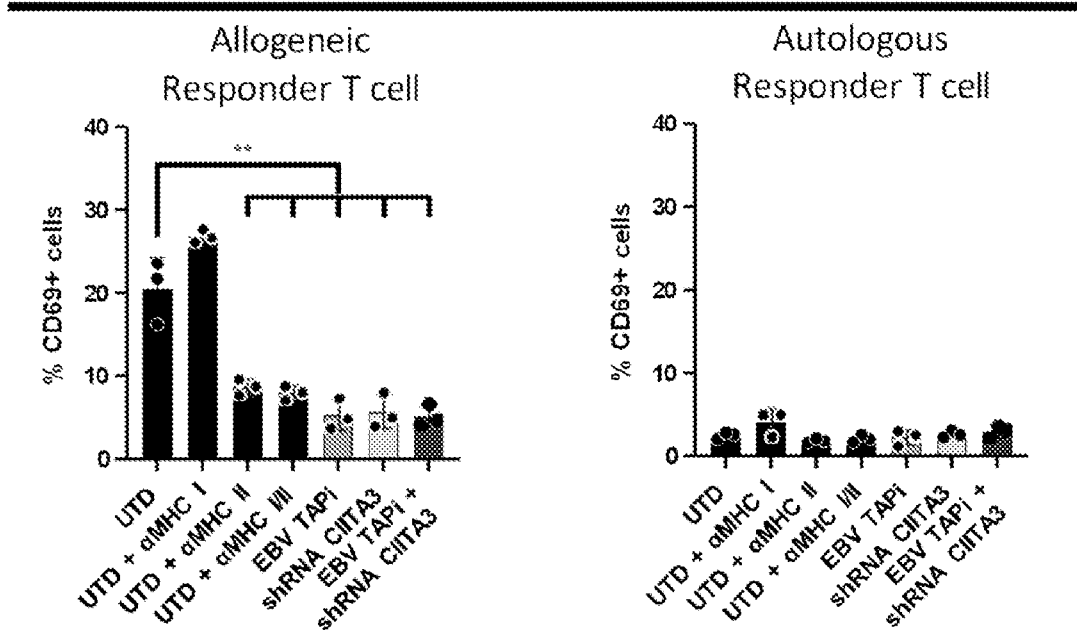 Allogeneic
Responder T cell
% CD69+ cells
40
30
20
10
0
**
UTD
UTD + αMHC I
UTD + αMHC II
UTD + αMHC I/II
EBV TAPi
shRNA CIITA3
EBV TAPi +
shRNA CIITA3
Autologous
Responder T cell
% CD69+ cells
40
30
20
10
0
UTD
UTD + αMHC I
UTD + αMHC II
UTD + αMHC I/II
EBV TAPi
shRNA CIITA3
EBV TAPi +
shRNA CIITA3